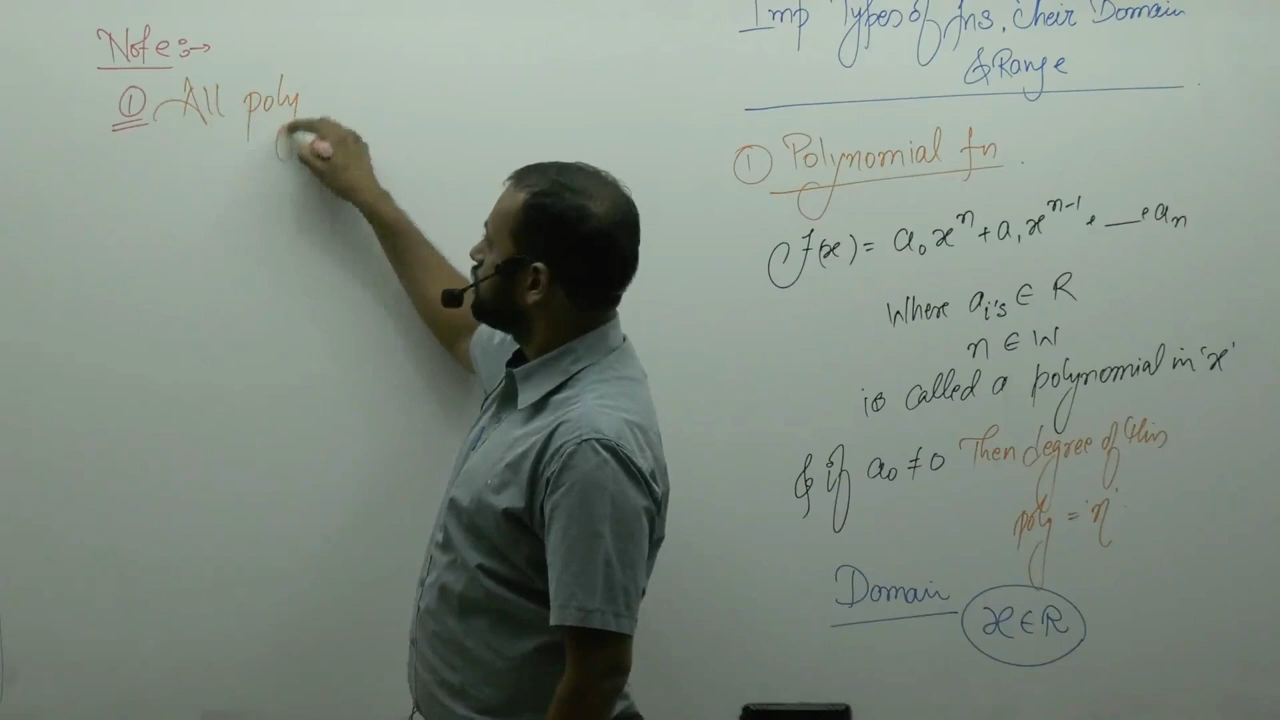 Note:→
① All poly
Imp Types of fns, their Domain
& Range
① Polynomial fn.
f(x) = a₀xⁿ + a₁xⁿ⁻¹ + __ + aₙ
Where aᵢ's ∈ R
n ∈ W
is called a polynomial in 'x'
& if a₀ ≠ 0 Then degree of this
poly = 'n'
Domain x ∈ R